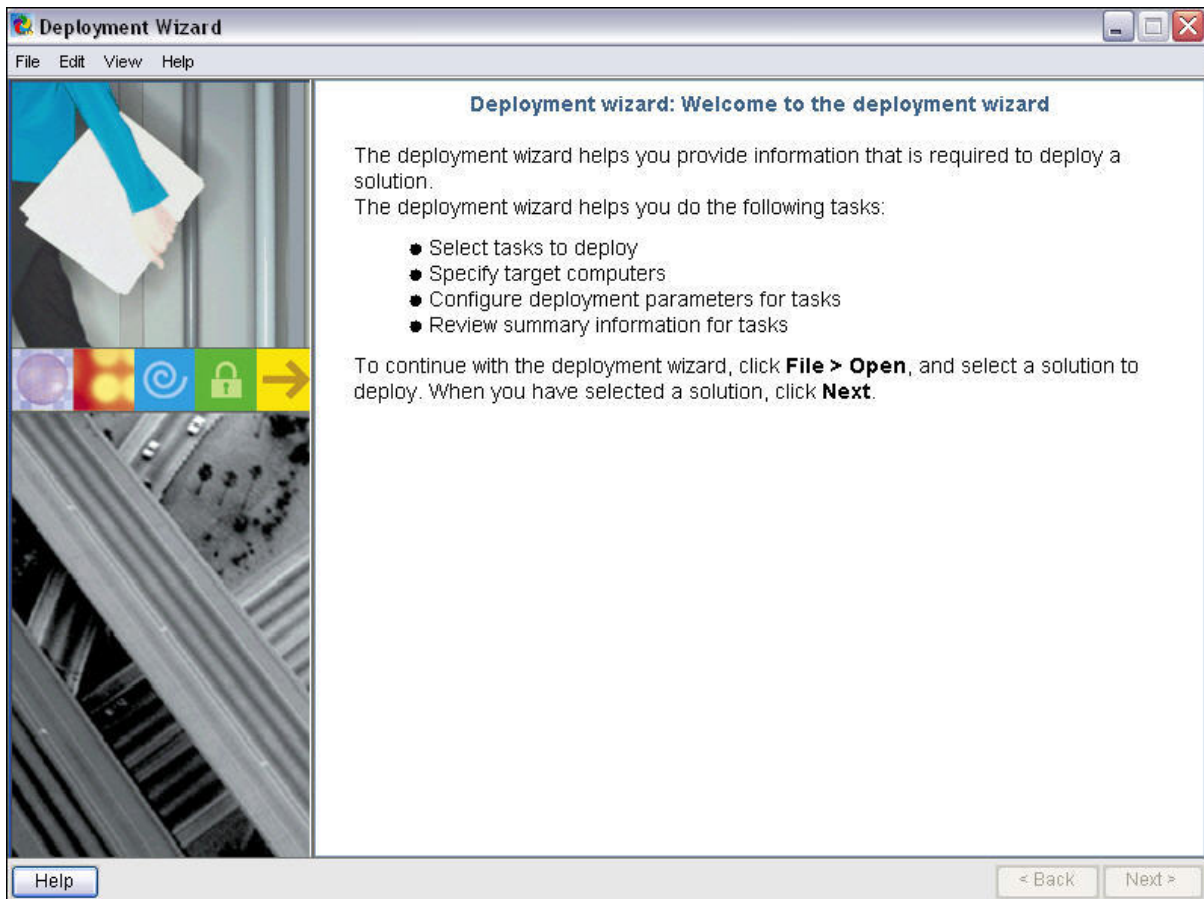 Deployment Wizard
File Edit View Help
Deployment wizard: Welcome to the deployment wizard
The deployment wizard helps you provide information that is required to deploy a
solution.
The deployment wizard helps you do the following tasks:
Select tasks to deploy
Specify target computers
Configure deployment parameters for tasks
Review summary information for tasks
To continue with the deployment wizard, click File > Open, and select a solution to
deploy. When you have selected a solution, click Next.
Help < Back Next >